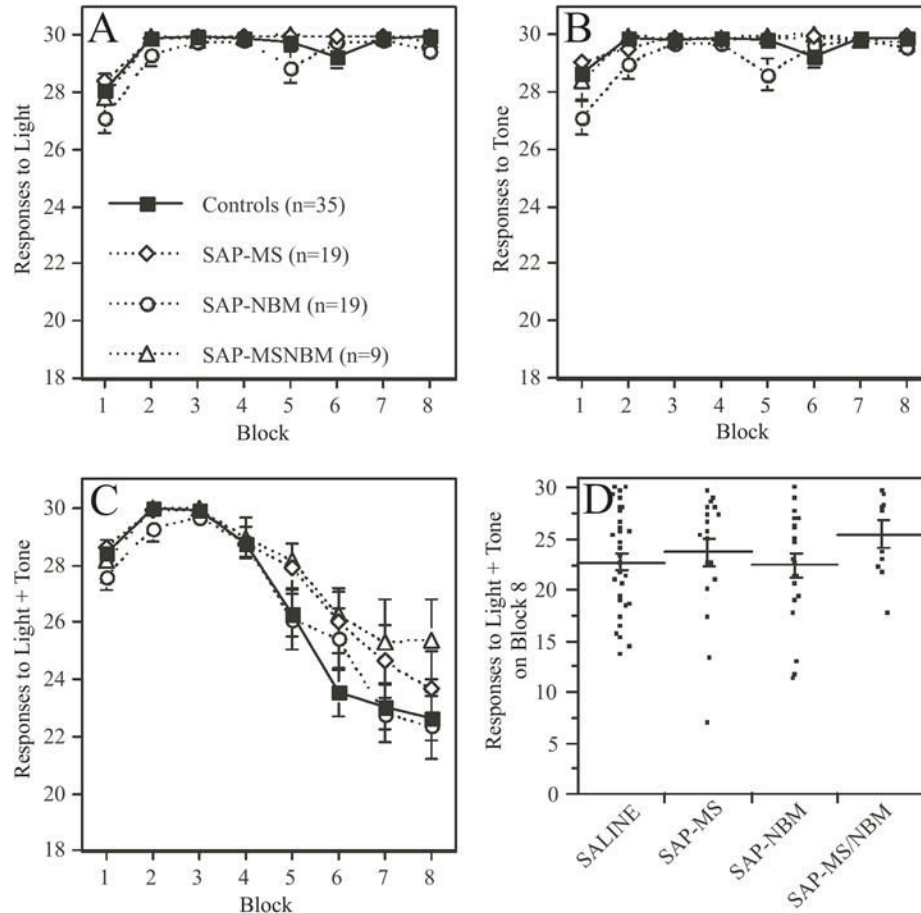 A
Responses to Light
30
28
26
24
22
20
18
Controls (n=35)
SAP-MS (n=19)
SAP-NBM (n=19)
SAP-MSNBM (n=9)
1 2 3 4 5 6 7 8
Block
B
Responses to Tone
30
28
26
24
22
20
18
1 2 3 4 5 6 7 8
Block
C
Responses to Light + Tone
30
28
26
24
22
20
18
1 2 3 4 5 6 7 8
Block
D
Responses to Light + Tone
on Block 8
30
25
20
15
10
5
0
SALINE
SAP-MS
SAP-NBM
SAP-MS/NBM